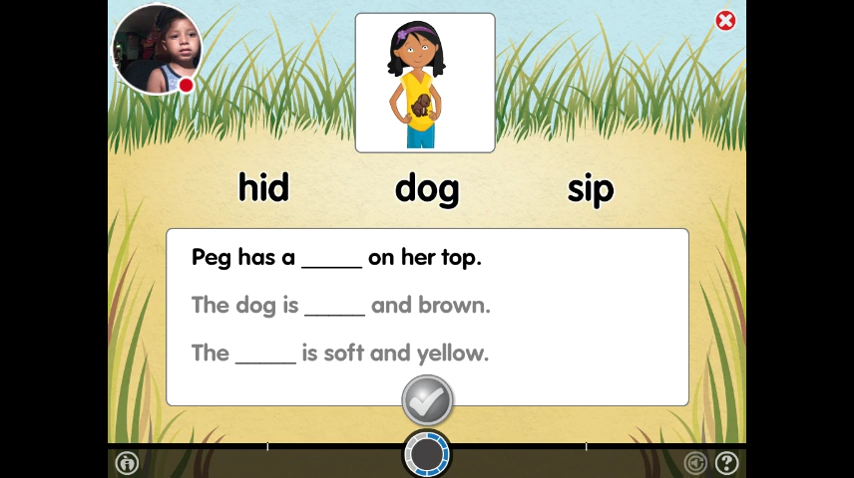 hid dog sip
Peg has a _____ on her top.
The dog is _____ and brown.
The _____ is soft and yellow.
?